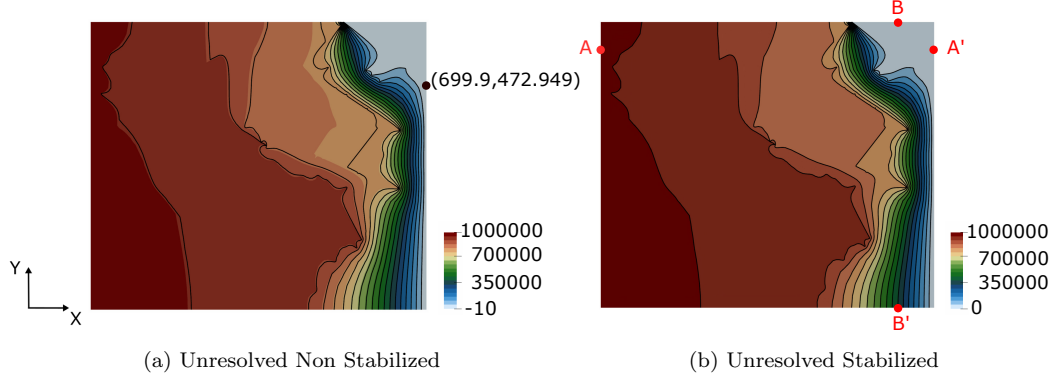 (699.9,472.949)
1000000
700000
350000
-10
Y
X
(a) Unresolved Non Stabilized
B
A
A'
1000000
700000
350000
0
B'
(b) Unresolved Stabilized